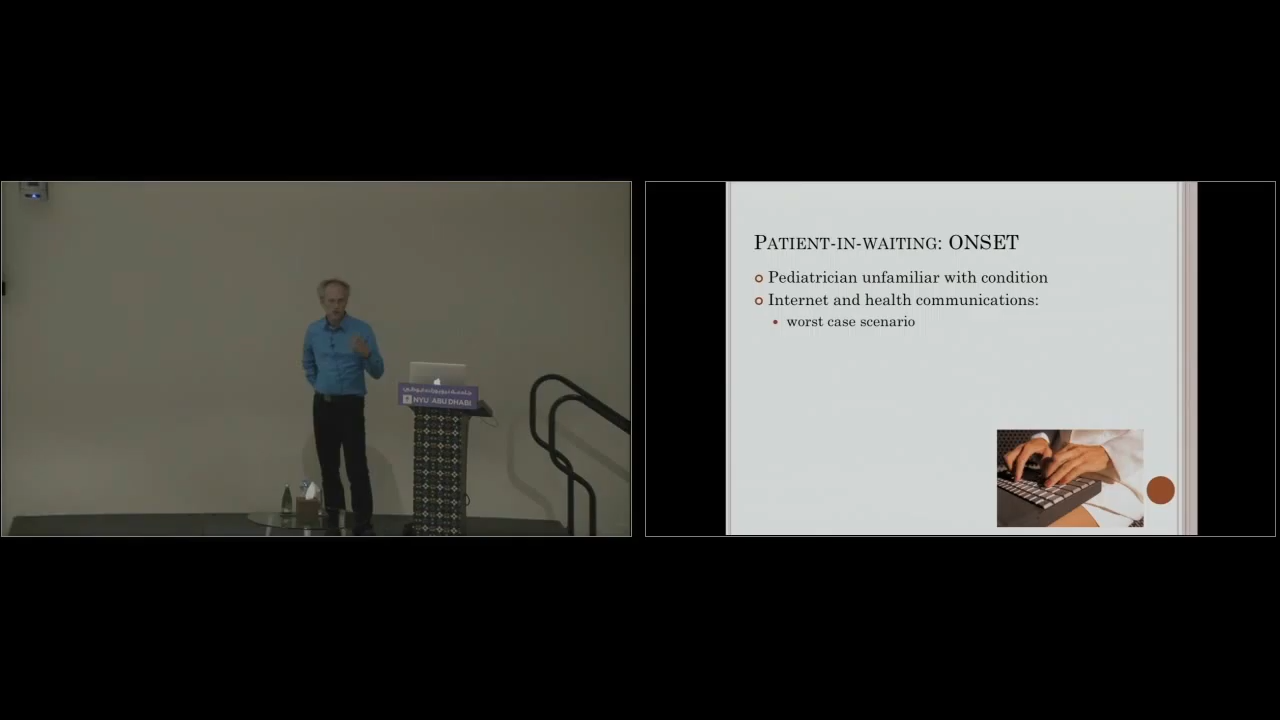 NYU ABU DHABI
PATIENT-IN-WAITING: ONSET
Pediatrician unfamiliar with condition
Internet and health communications:
worst case scenario